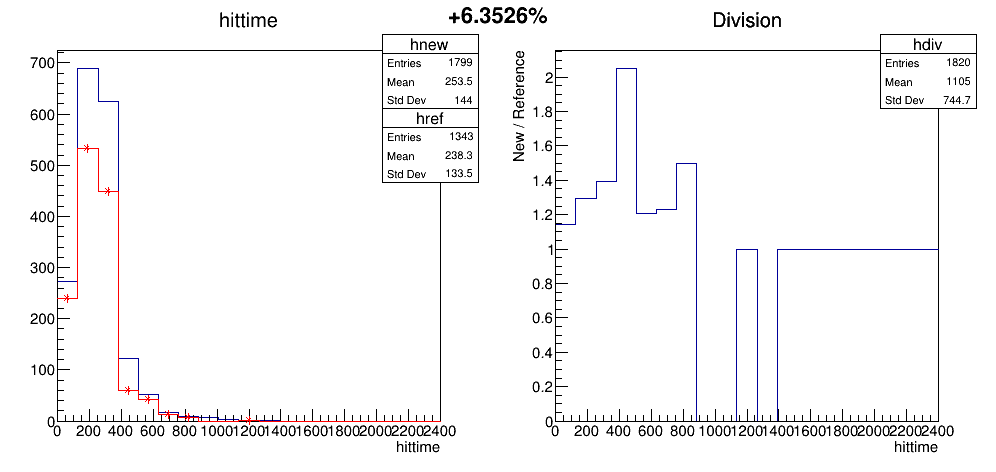 +6.3526%
hittime
hnew
Entries 1799
Mean 253.5
Std Dev 144
href
Entries 1343
Mean 238.3
Std Dev 133.5
700
600
500
400
300
200
100
0
0 200 400 600 800 1000 1200 1400 1600 1800 2000 2200 2400
hittime
Division
hdiv
Entries 1820
Mean 1105
Std Dev 744.7
New / Reference
2
1.8
1.6
1.4
1.2
1
0.8
0.6
0.4
0.2
0
0 200 400 600 800 1000 1200 1400 1600 1800 2000 2200 2400
hittime